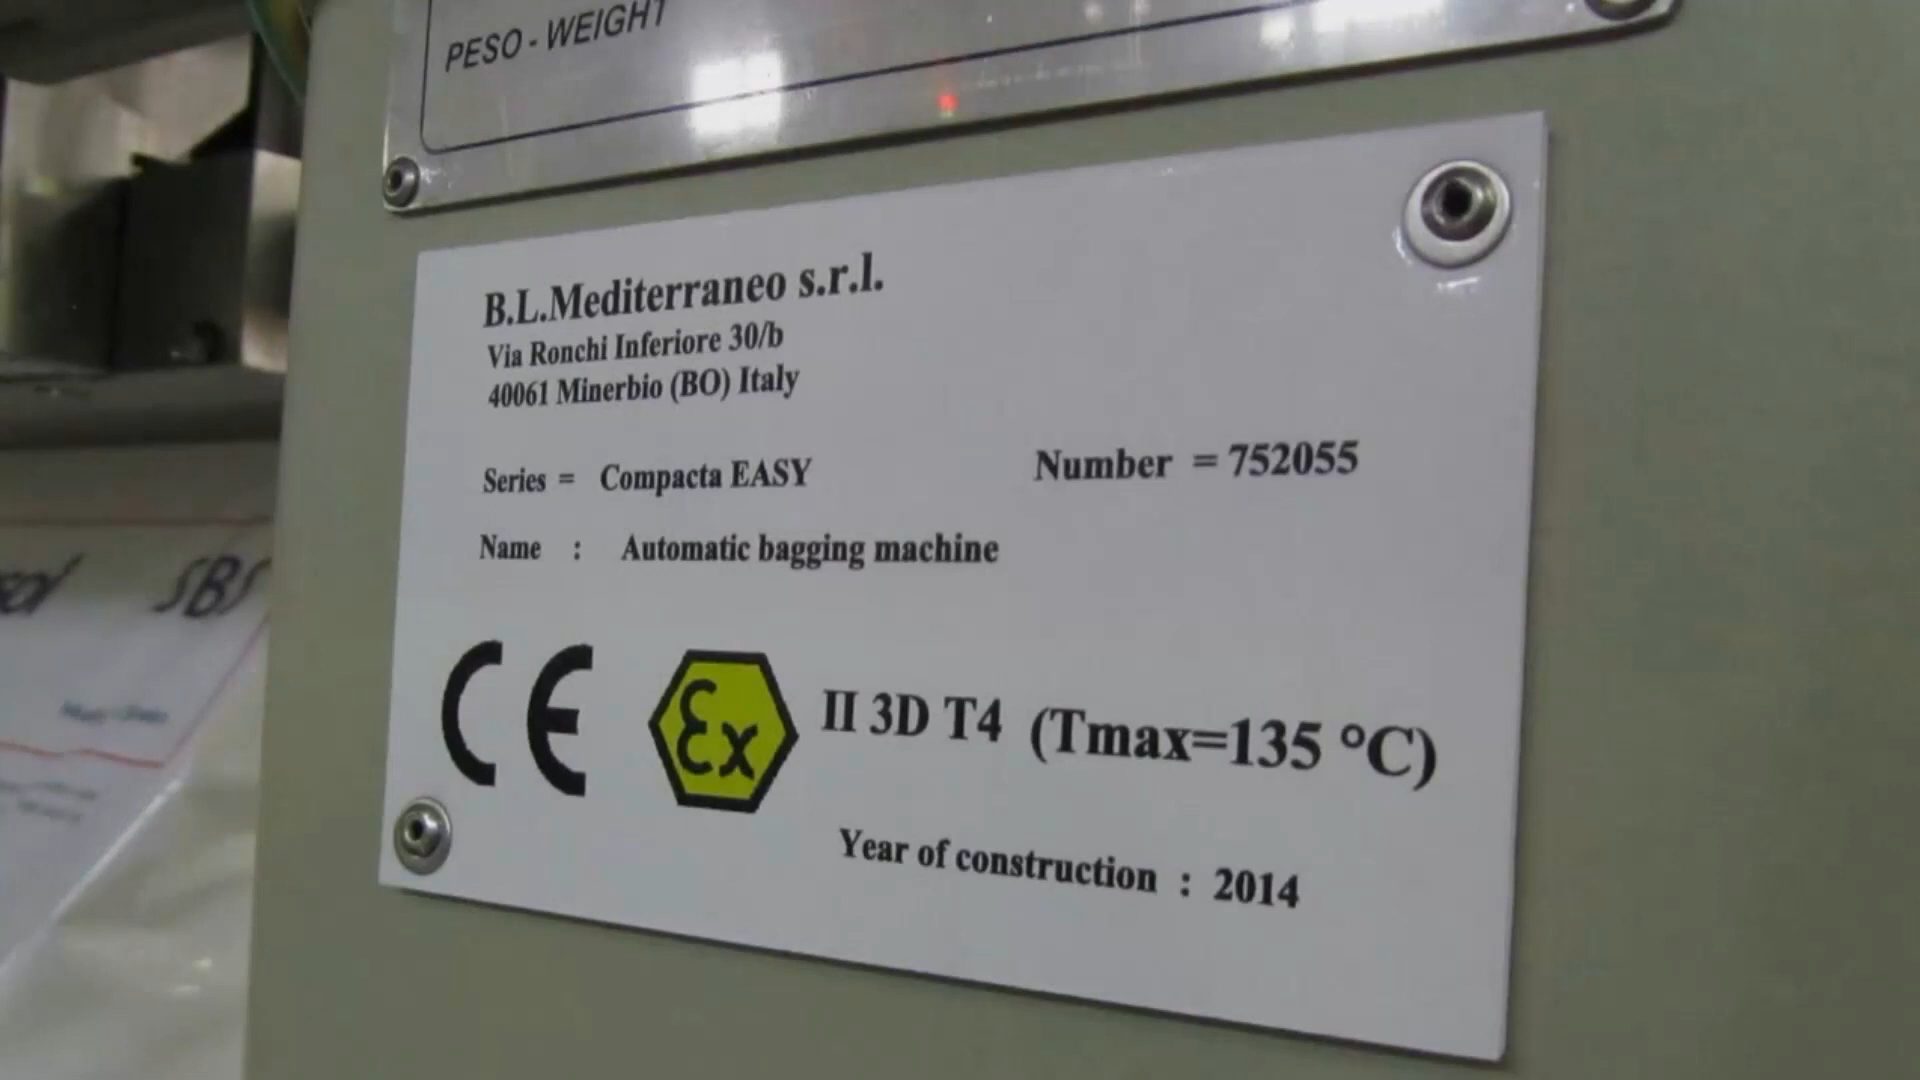 PESO - WEIGHT
B.L.Mediterraneo s.r.l.
Via Ronchi Inferiore 30/b
40061 Minerbio (BO) Italy
Series = Compacta EASY Number = 752055
Name : Automatic bagging machine
CE Ex II 3D T4 (Tmax=135 °C)
Year of construction : 2014
SBS